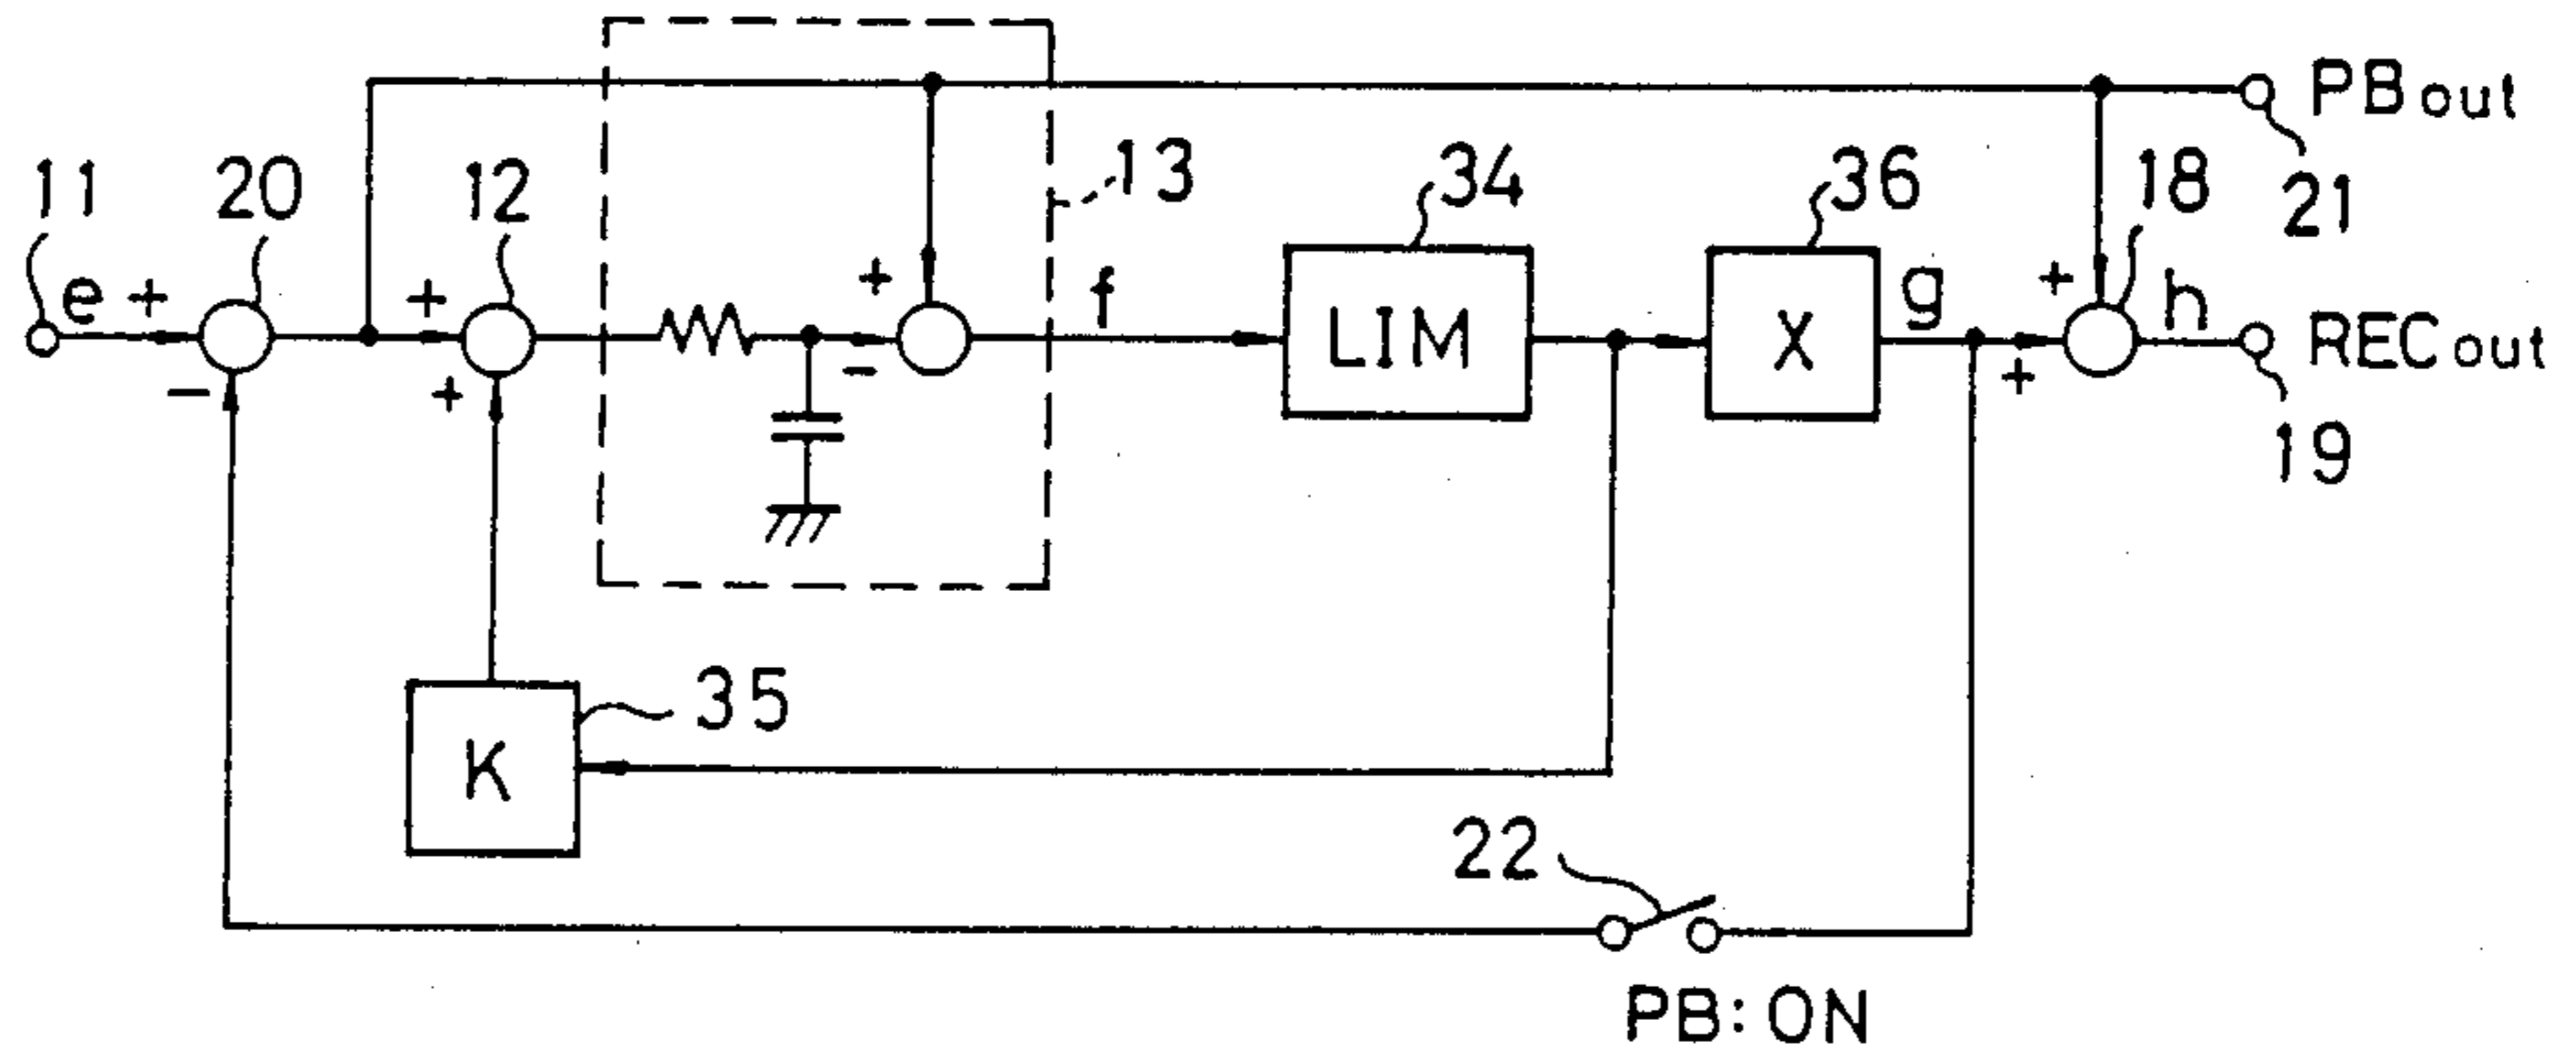 PBout
11
20
12
13
34
36
18
21
e
+
+
+
f
g
+
h
LIM
X
RECout
−
+
−
+
19
35
K
22
PB: ON